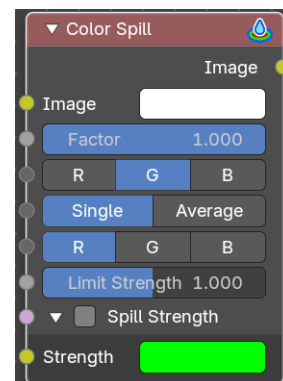 Color Spill
Image
Image
Factor 1.000
R G B
Single Average
R G B
Limit Strength 1.000
Spill Strength
Strength